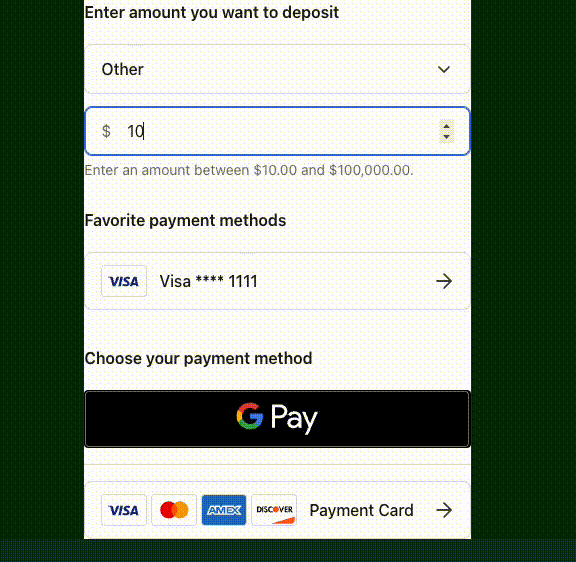 Enter amount you want to deposit
Other
$ 10
Enter an amount between $10.00 and $100,000.00.
Favorite payment methods
VISA Visa **** 1111
Choose your payment method
G Pay
VISA AMEX DISCOVER Payment Card